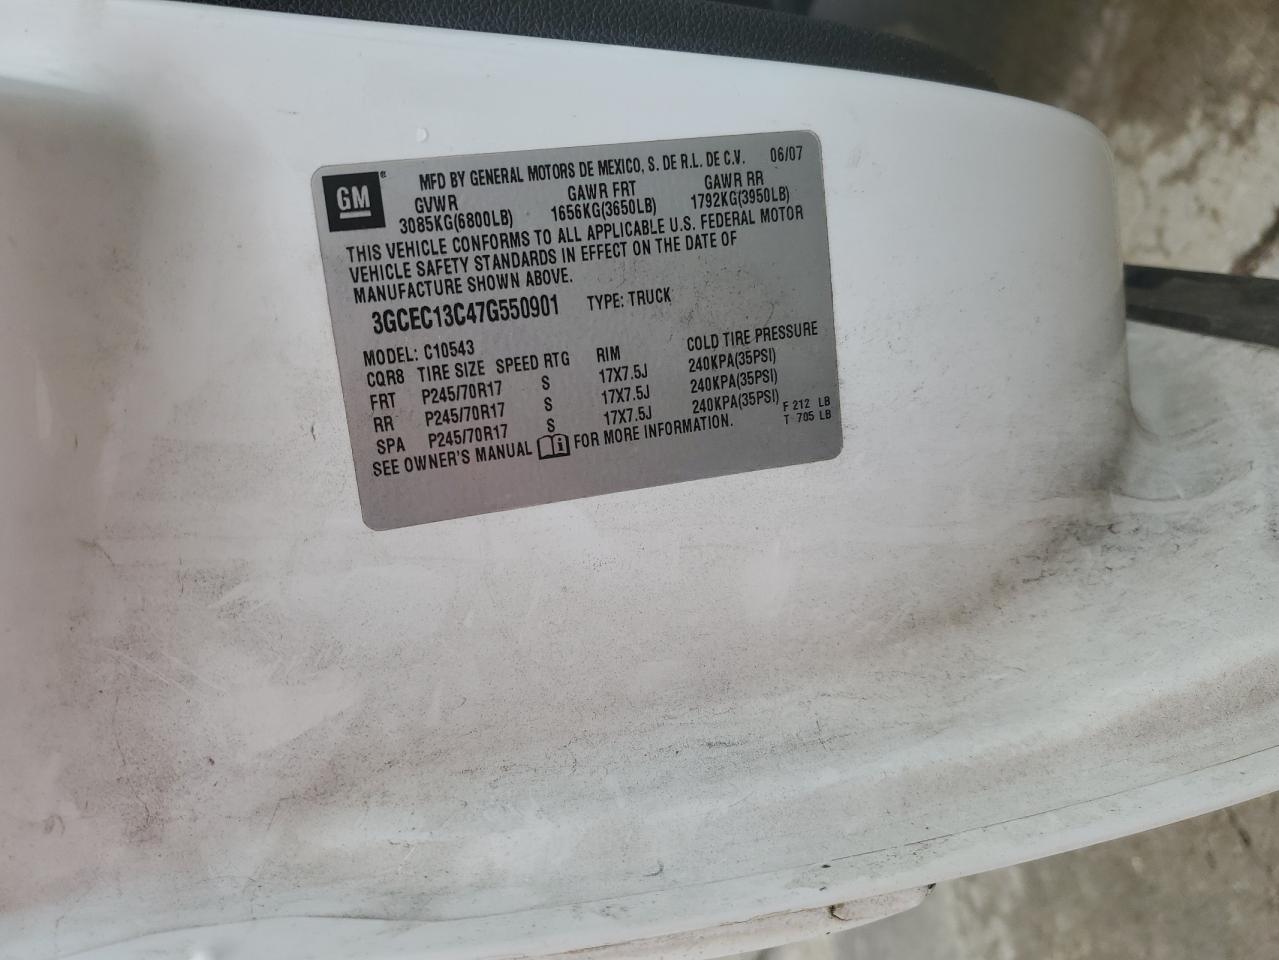 GM ® MFD BY GENERAL MOTORS DE MEXICO, S. DE R.L. DE C.V. 06/07
GVWR GAWR FRT GAWR RR
3085KG(6800LB) 1656KG(3650LB) 1792KG(3950LB)
THIS VEHICLE CONFORMS TO ALL APPLICABLE U.S. FEDERAL MOTOR
VEHICLE SAFETY STANDARDS IN EFFECT ON THE DATE OF
MANUFACTURE SHOWN ABOVE.
3GCEC13C47G550901 TYPE: TRUCK
MODEL: C10543
CQR8 TIRE SIZE SPEED RTG RIM COLD TIRE PRESSURE
FRT P245/70R17 S 17X7.5J 240KPA(35PSI)
RR P245/70R17 S 17X7.5J 240KPA(35PSI)
SPA P245/70R17 S 17X7.5J 240KPA(35PSI)
SEE OWNER'S MANUAL i FOR MORE INFORMATION.
F 212 LB
T 705 LB